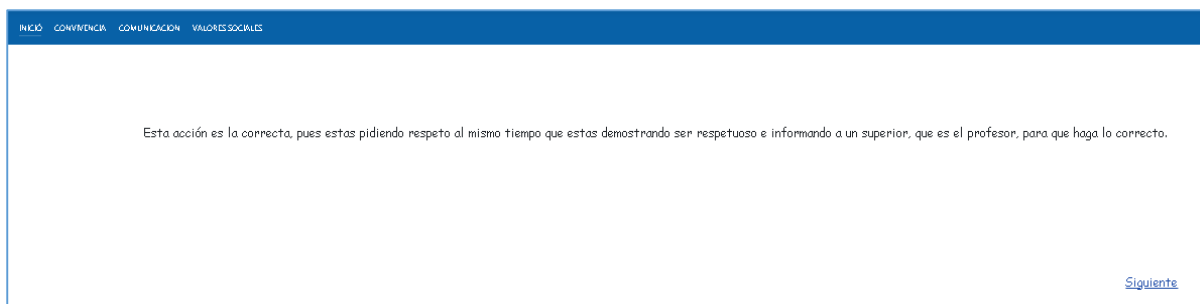 INICIÓ CONVIVENCIA COMUNICACION VALORES SOCIALES
Esta acción es la correcta, pues estas pidiendo respeto al mismo tiempo que estas demostrando ser respetuoso e informando a un superior, que es el profesor, para que haga lo correcto.
Siguiente